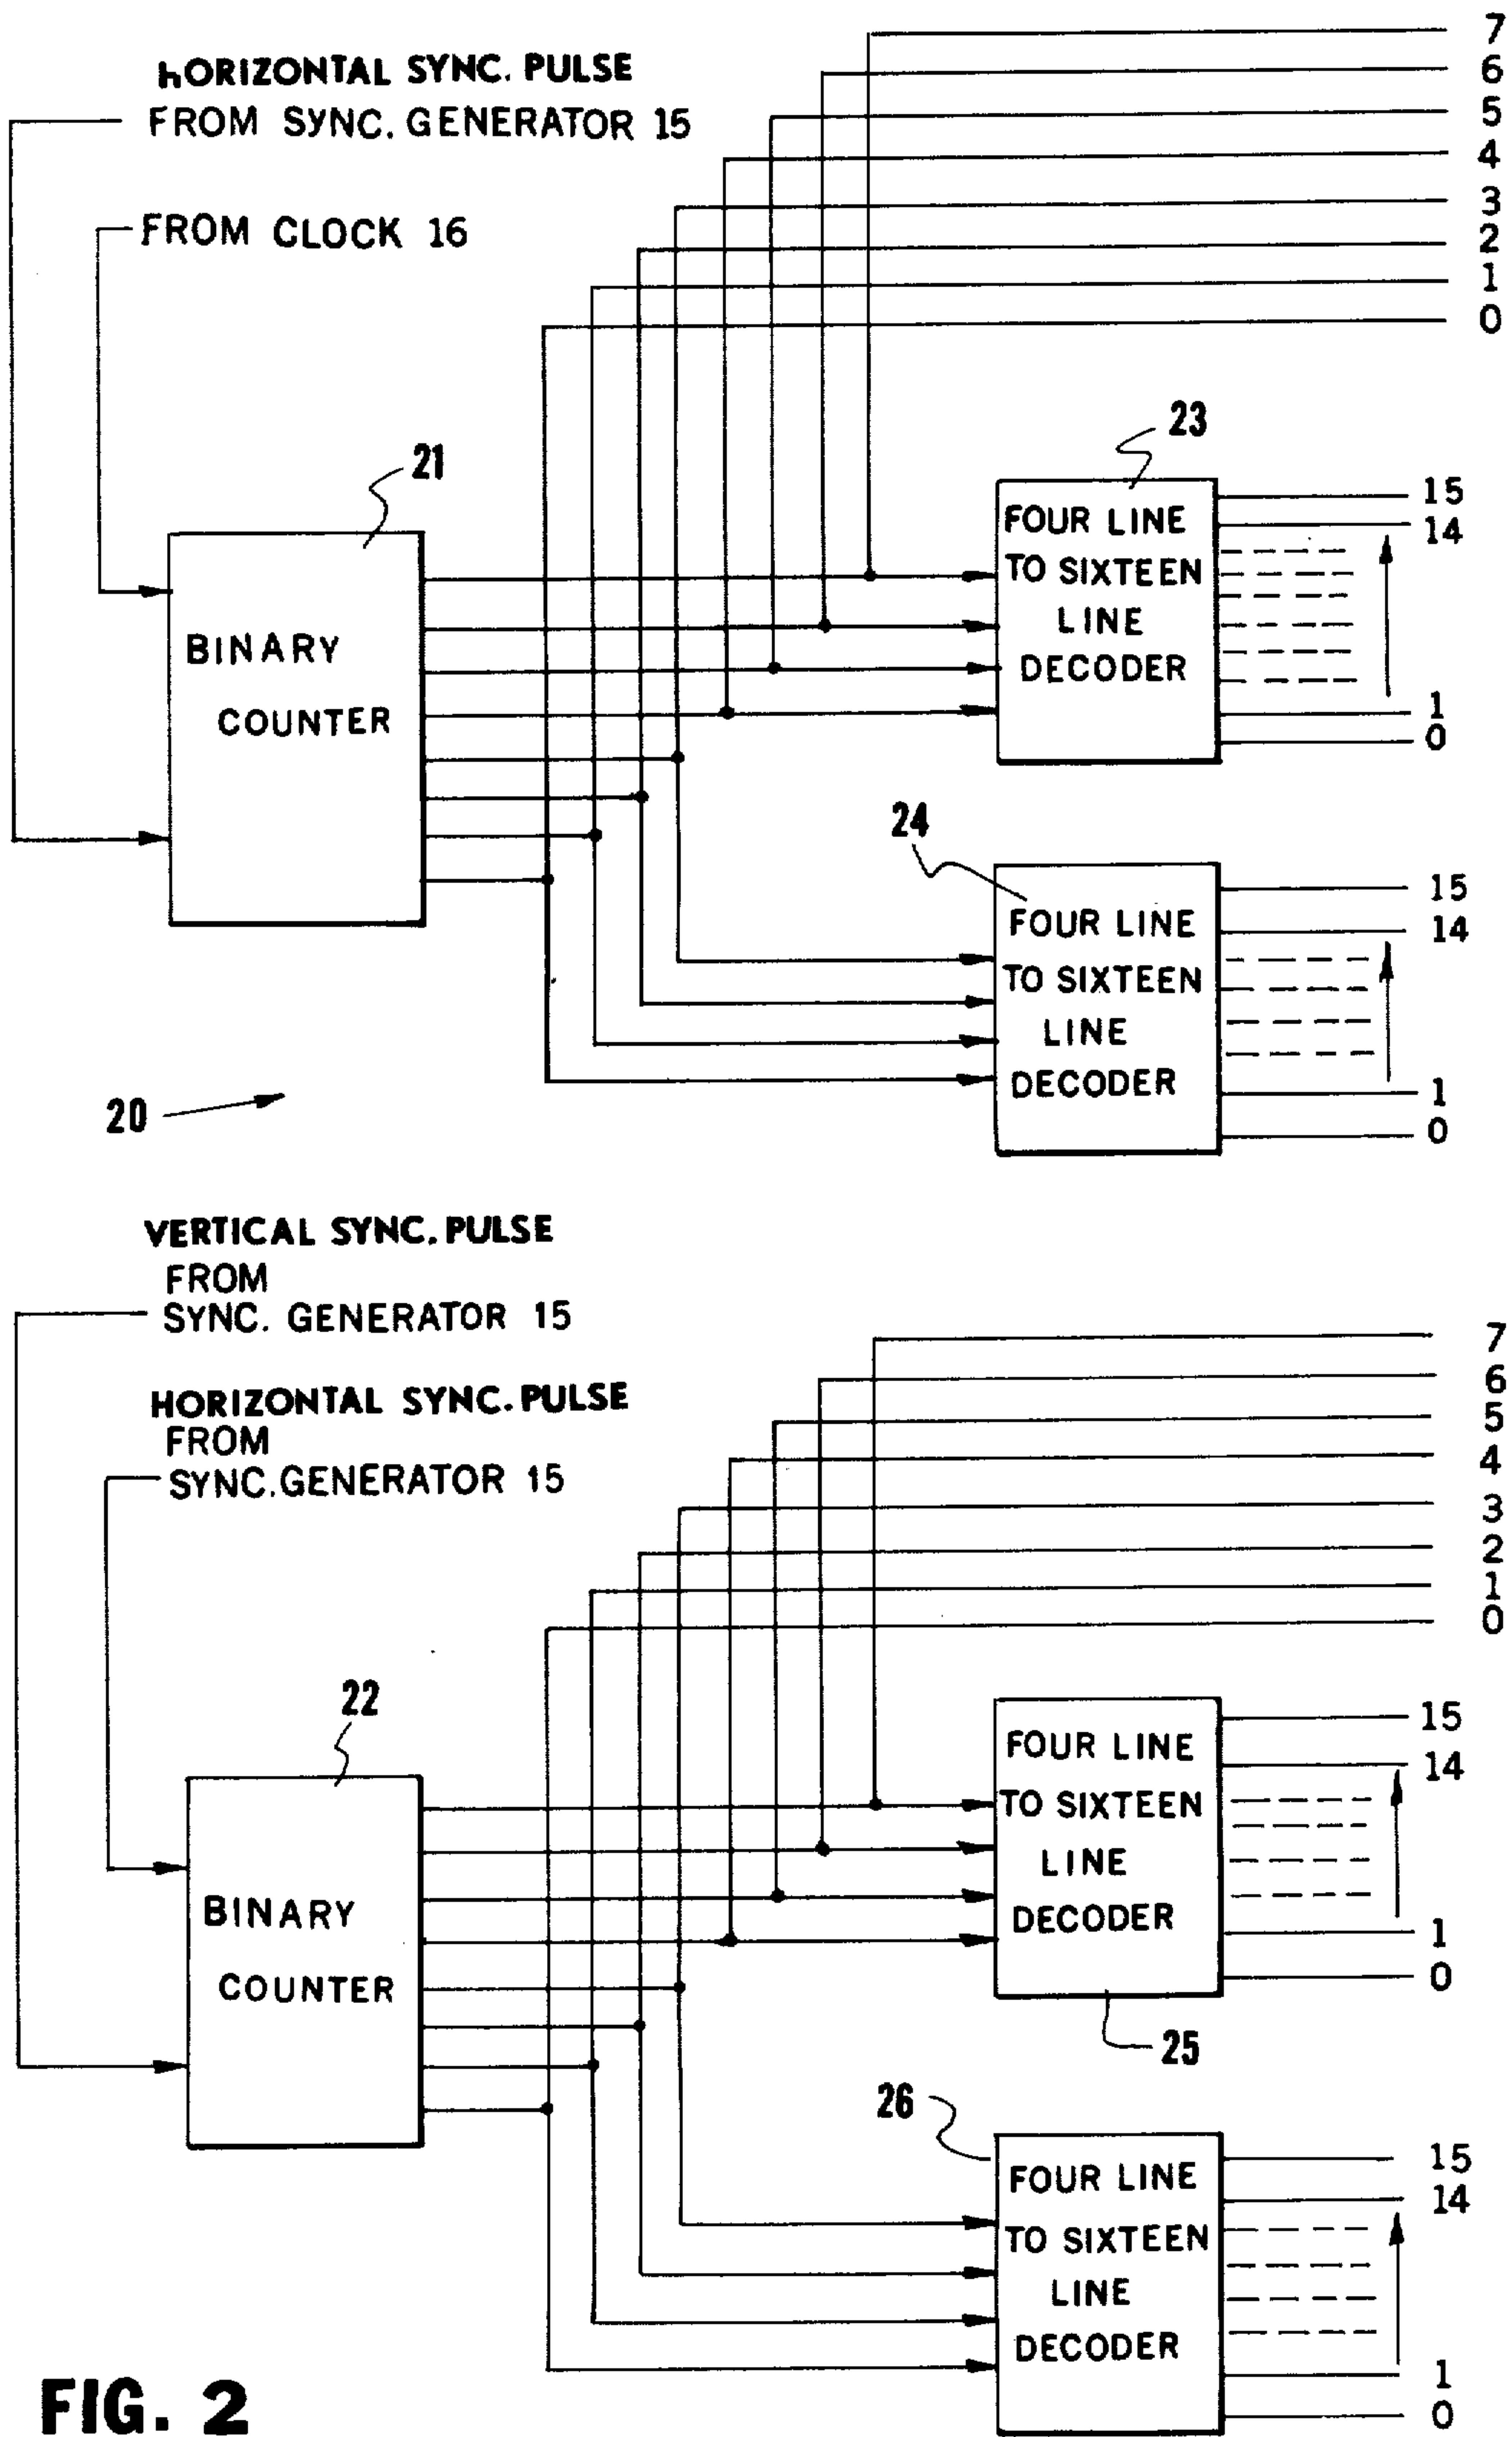 hORIZONTAL SYNC. PULSE
FROM SYNC. GENERATOR 15
FROM CLOCK 16
7
6
5
4
3
2
1
0
21
BINARY
COUNTER
23
FOUR LINE
TO SIXTEEN
LINE
DECODER
15
14
1
0
24
FOUR LINE
TO SIXTEEN
LINE
DECODER
15
14
1
0
20
VERTICAL SYNC. PULSE
FROM
SYNC. GENERATOR 15
HORIZONTAL SYNC. PULSE
FROM
SYNC. GENERATOR 15
7
6
5
4
3
2
1
0
22
BINARY
COUNTER
FOUR LINE
TO SIXTEEN
LINE
DECODER
15
14
1
0
25
26
FOUR LINE
TO SIXTEEN
LINE
DECODER
15
14
1
0
FIG. 2